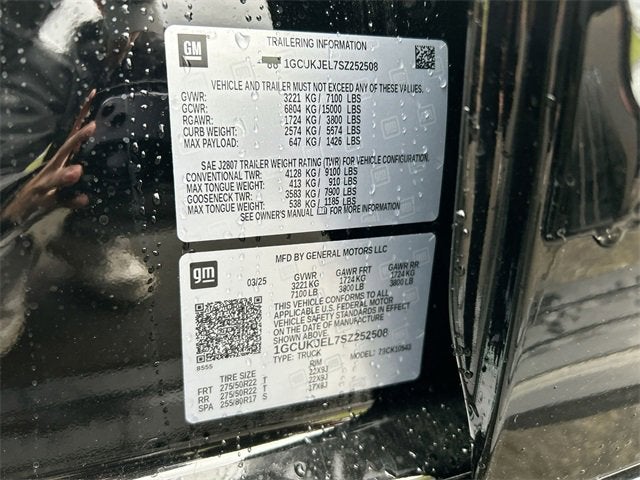 GM
TRAILERING INFORMATION
1GCUKJEL7SZ252508
VEHICLE AND TRAILER MUST NOT EXCEED ANY OF THESE VALUES.
GVWR: 3221 KG / 7100 LBS
GCWR: 6804 KG / 15000 LBS
RGAWR: 1724 KG / 3800 LBS
CURB WEIGHT: 2574 KG / 5674 LBS
MAX PAYLOAD: 647 KG / 1426 LBS
SAE J2807 TRAILER WEIGHT RATING (TWR) FOR VEHICLE CONFIGURATION.
CONVENTIONAL TWR: 4128 KG / 9100 LBS
MAX TONGUE WEIGHT: 413 KG / 910 LBS
GOOSENECK TWR: 3583 KG / 7900 LBS
MAX TONGUE WEIGHT: 538 KG / 1185 LBS
SEE OWNER'S MANUAL FOR MORE INFORMATION
gm
MFD BY GENERAL MOTORS LLC
03/25 GVWR GAWR FRT GAWR RR
3221 KG 1724 KG 1724 KG
7100 LB 3800 LB 3800 LB
THIS VEHICLE CONFORMS TO ALL
APPLICABLE U.S. FEDERAL MOTOR
VEHICLE SAFETY STANDARDS IN EFFECT
ON THE DATE OF MANUFACTURE
1GCUKJEL7SZ252508
8555 TYPE: TRUCK MODEL:
TIRE SIZE RIM
FRT 275/50R22 T 22X9J
RR 275/50R22 T 22X9J
SPA 255/80R17 S 17X8J